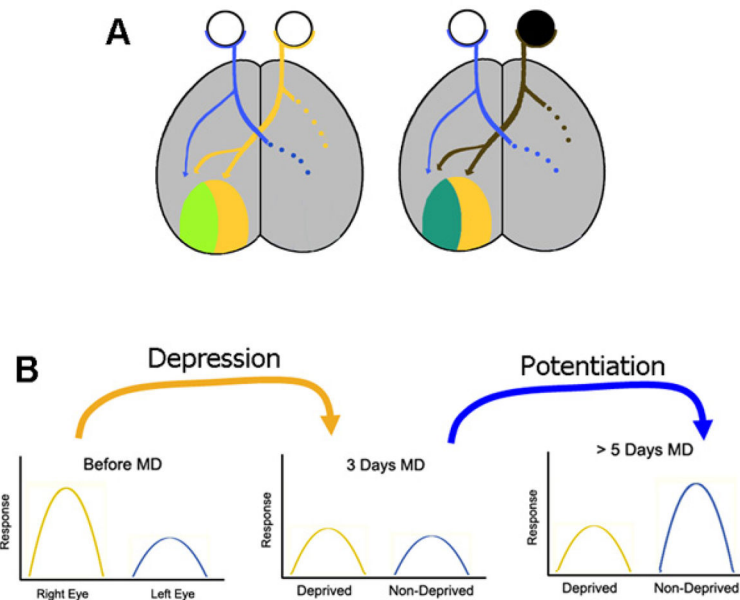 A
B
Depression
Potentiation
Before MD
3 Days MD
> 5 Days MD
Response
Response
Response
Right Eye
Left Eye
Deprived
Non-Deprived
Deprived
Non-Deprived